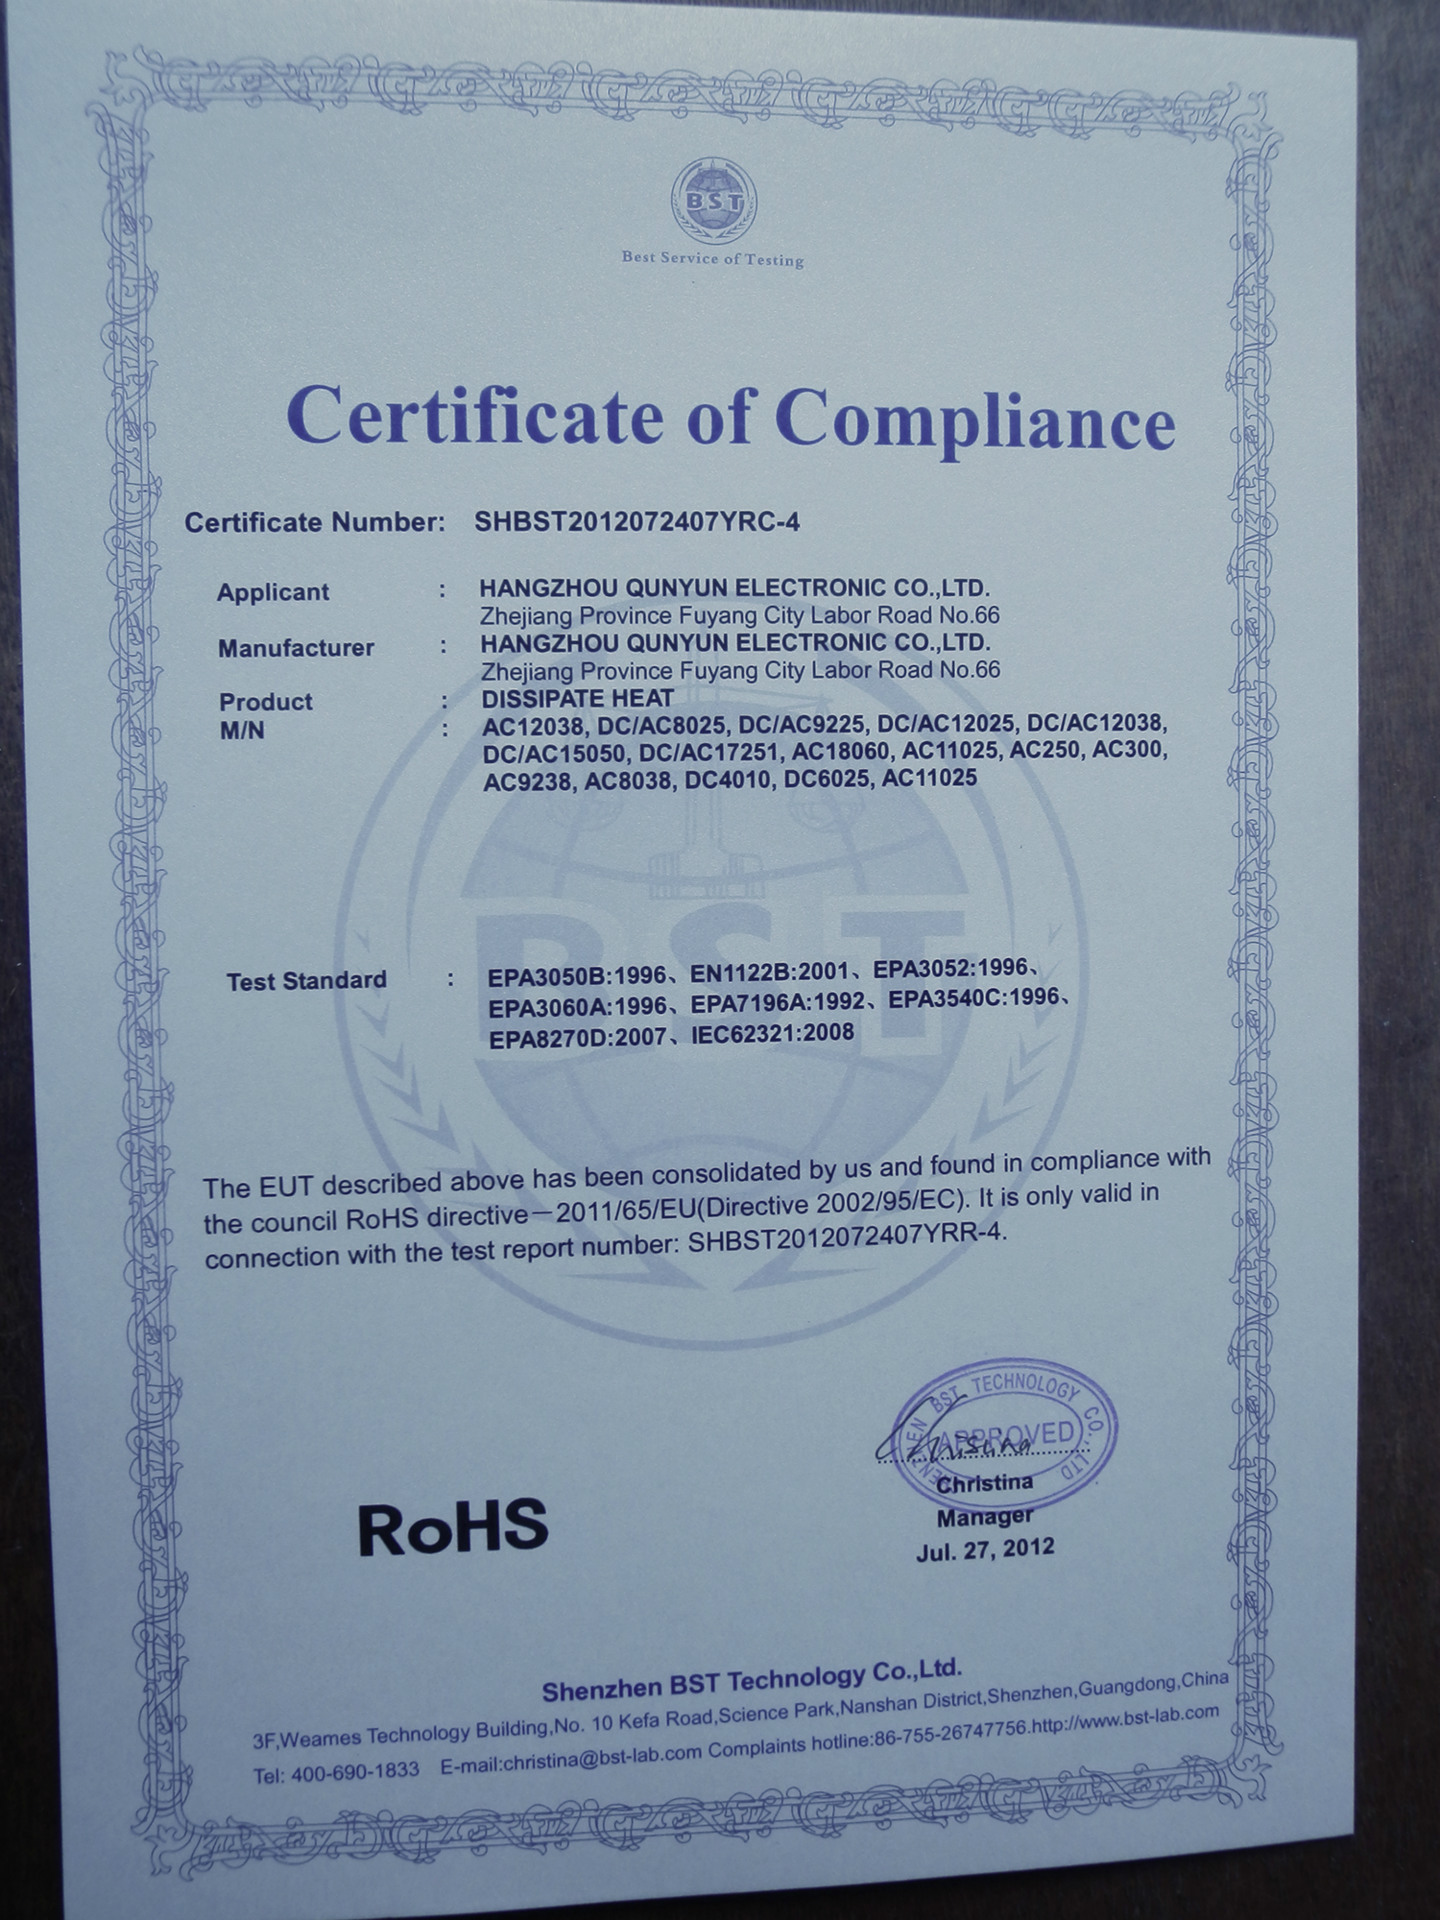 BST
Best Service of Testing
Certificate of Compliance
Certificate Number: SHBST2012072407YRC-4
Applicant : HANGZHOU QUNYUN ELECTRONIC CO.,LTD.
Zhejiang Province Fuyang City Labor Road No.66
Manufacturer : HANGZHOU QUNYUN ELECTRONIC CO.,LTD.
Zhejiang Province Fuyang City Labor Road No.66
Product : DISSIPATE HEAT
M/N : AC12038, DC/AC8025, DC/AC9225, DC/AC12025, DC/AC12038,
DC/AC15050, DC/AC17251, AC18060, AC11025, AC250, AC300,
AC9238, AC8038, DC4010, DC6025, AC11025
BST
Test Standard : EPA3050B:1996、EN1122B:2001、EPA3052:1996、
EPA3060A:1996、EPA7196A:1992、EPA3540C:1996、
EPA8270D:2007、IEC62321:2008
The EUT described above has been consolidated by us and found in compliance with
the council RoHS directive—2011/65/EU(Directive 2002/95/EC). It is only valid in
connection with the test report number: SHBST2012072407YRR-4.
SHENZHEN BST TECHNOLOGY CO., LTD
APPROVED
Christina
Christina
Manager
Jul. 27, 2012
RoHS
Shenzhen BST Technology Co.,Ltd.
3F,Weames Technology Building,No. 10 Kefa Road,Science Park,Nanshan District,Shenzhen,Guangdong,China
Tel: 400-690-1833 E-mail:christina@bst-lab.com Complaints hotline:86-755-26747756.http://www.bst-lab.com